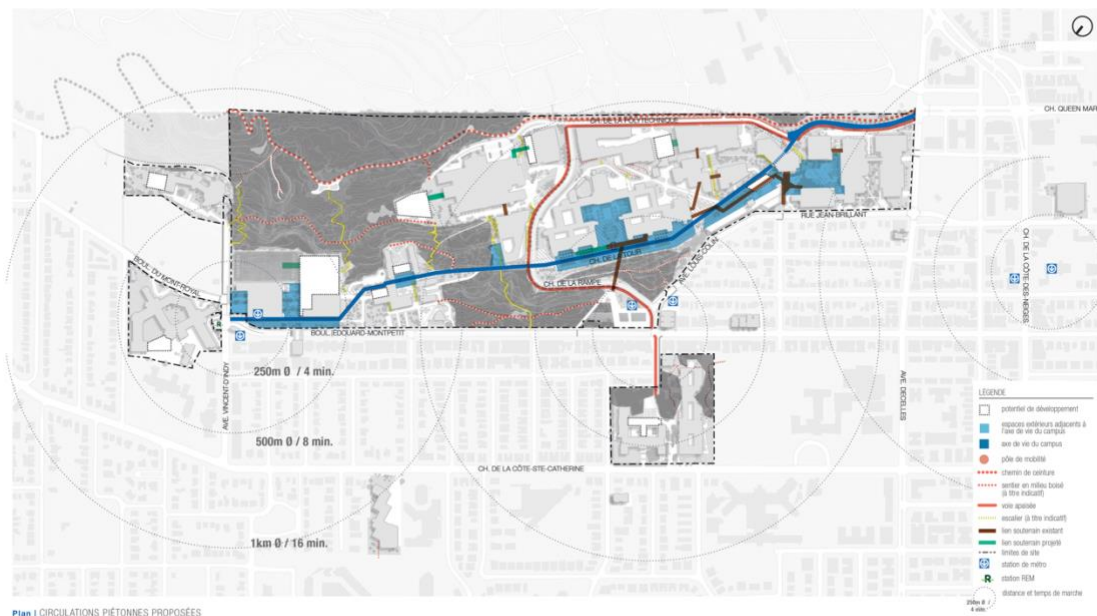 CH. QUEEN MAR
CH. DE LA POLYTECHNIQUE
RUE JEAN-BRILLANT
CH. DE LA CÔTE-DES-NEIGES
BOUL. DU MONT-ROYAL
CH. DE LA TOUR
AVE. LOUIS-COLIN
CH. DE LA RAMPE
BOUL. EDOUARD-MONTPETIT
AVE. VINCENT-D'INDY
250m Ø / 4 min.
AVE. DECELLES
500m Ø / 8 min.
CH. DE LA CÔTE-STE-CATHERINE
1km Ø / 16 min.
LÉGENDE
potentiel de développement
espaces extérieurs adjacents à
l'axe de vie du campus
axe de vie du campus
pôle de mobilité
chemin de ceinture
sentier en milieu boisé
(à titre indicatif)
voie apaisée
escalier (à titre indicatif)
lien souterrain existant
lien souterrain projeté
limites de site
station de métro
R station REM
distance et temps de marche
250m Ø /
4 min.
Plan | CIRCULATIONS PIÉTONNES PROPOSÉES